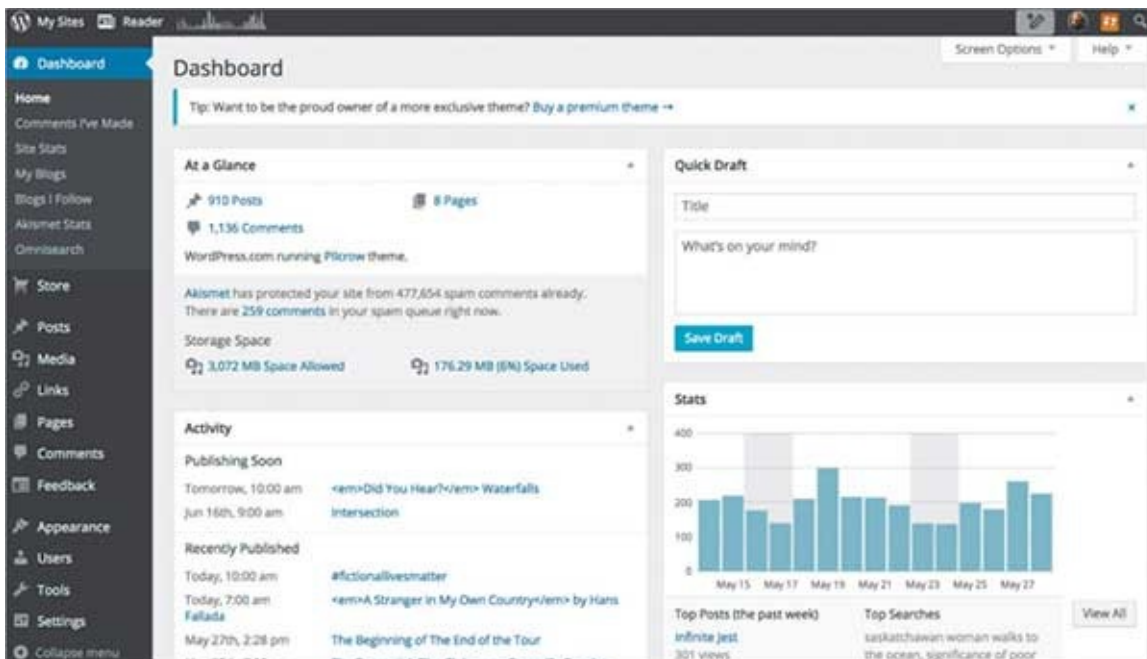 My Sites Reader
Screen Options Help
Dashboard
Home
Comments I've Made
Site Stats
My Blogs
Blogs I Follow
Akismet Stats
Omnisearch
Store
Posts
Media
Links
Pages
Comments
Feedback
Appearance
Users
Tools
Settings
Collapse menu
Dashboard
Tip: Want to be the proud owner of a more exclusive theme? Buy a premium theme →
At a Glance
910 Posts 8 Pages
1,136 Comments
WordPress.com running Pilcrow theme.
Akismet has protected your site from 477,654 spam comments already.
There are 259 comments in your spam queue right now.
Storage Space
3,072 MB Space Allowed 176.29 MB (6%) Space Used
Activity
Publishing Soon
Tomorrow, 10:00 am <em>Did You Hear?</em> Waterfalls
Jun 16th, 9:00 am Intersection
Recently Published
Today, 10:00 am #fictionallivesmatter
Today, 7:00 am <em>A Stranger in My Own Country</em> by Hans
Fallada
May 27th, 2:28 pm The Beginning of The End of the Tour
Quick Draft
Title
What's on your mind?
Save Draft
Stats
400
300
200
100
0
May 15 May 17 May 19 May 21 May 23 May 25 May 27
Top Posts (the past week) Top Searches View All
Infinite Jest saskatchawan woman walks to
301 views the ocean, significance of poor